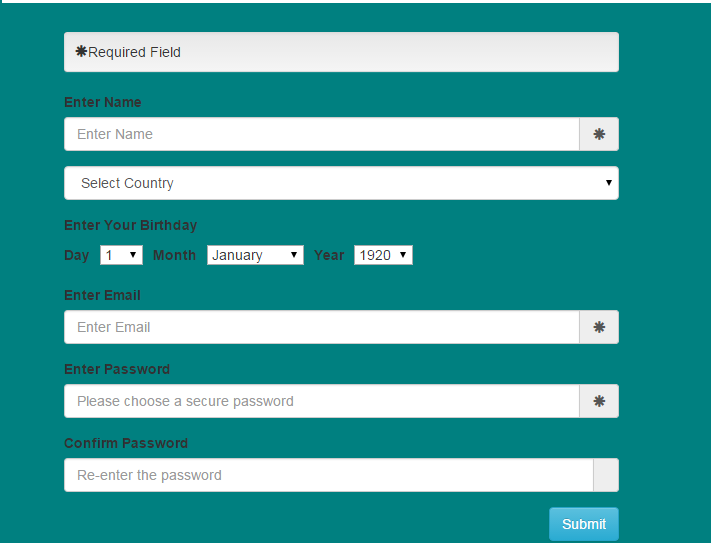 ✱Required Field
Enter Name
Enter Name ✱
Select Country
Enter Your Birthday
Day 1 Month January Year 1920
Enter Email
Enter Email ✱
Enter Password
Please choose a secure password ✱
Confirm Password
Re-enter the password
Submit